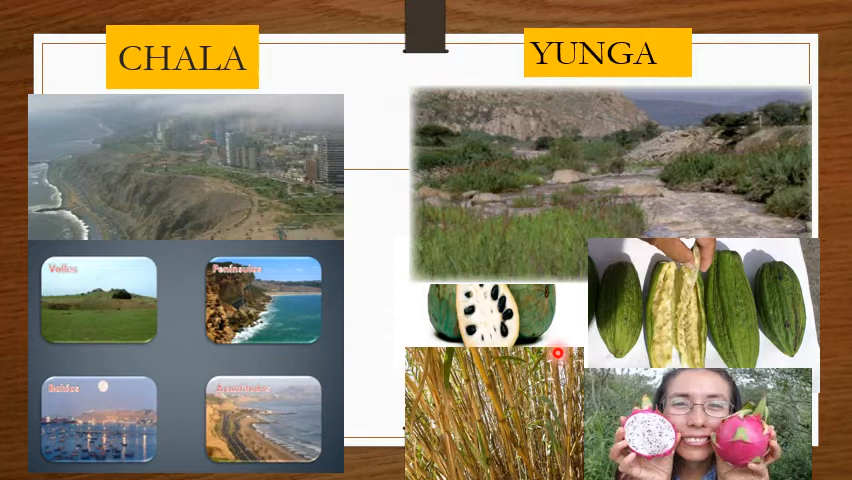 CHALA
YUNGA
Valles
Penínsulas
Bahías
Acantilados